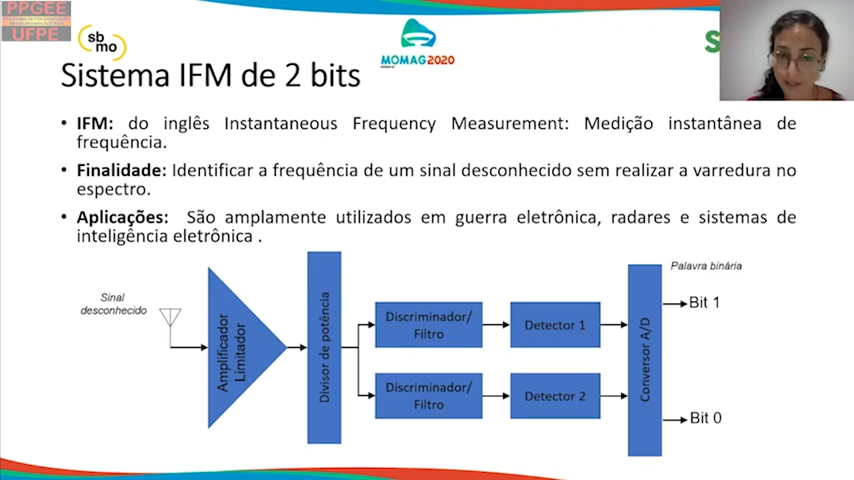 PPGEE
UFPE
sb
mo
MOMAG2020
S
Sistema IFM de 2 bits
• IFM: do inglês Instantaneous Frequency Measurement: Medição instantânea de
frequência.
• Finalidade: Identificar a frequência de um sinal desconhecido sem realizar a varredura no
espectro.
• Aplicações: São amplamente utilizados em guerra eletrônica, radares e sistemas de
inteligência eletrônica .
Sinal
desconhecido
Amplificador
Limitador
Divisor de potência
Discriminador/
Filtro
Detector 1
Discriminador/
Filtro
Detector 2
Conversor A/D
Palavra binária
Bit 1
Bit 0